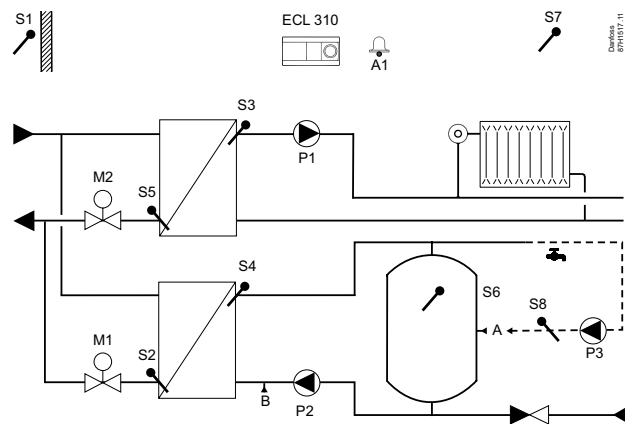 S1
ECL 310
A1
S7
Danfoss
87H1517.11
S3
P1
M2
S5
S4
S6
S8
A
P3
M1
S2
B
P2